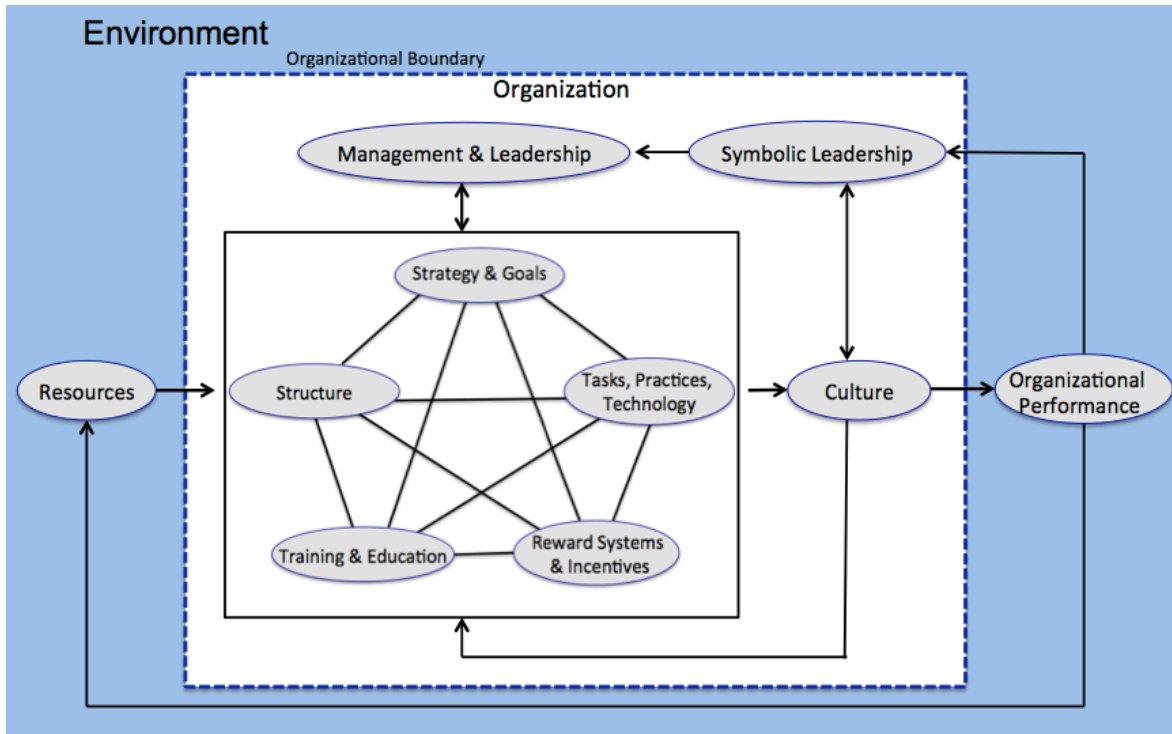 Environment
Organizational Boundary
Organization
Management & Leadership
Symbolic Leadership
Strategy & Goals
Resources
Structure
Tasks, Practices,
Technology
Culture
Organizational
Performance
Training & Education
Reward Systems
& Incentives